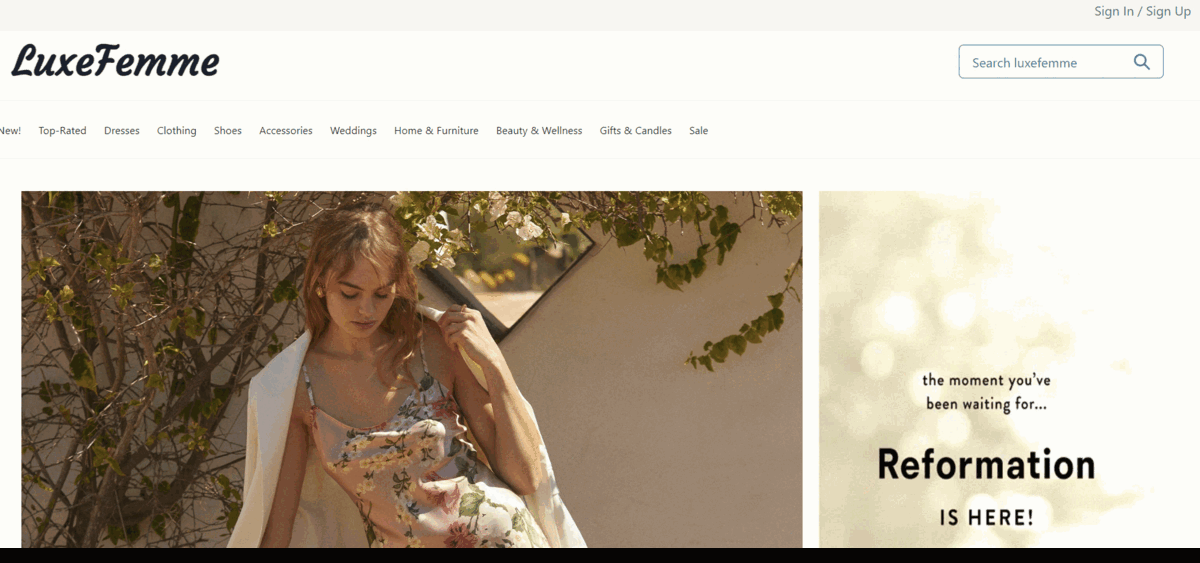 Sign In / Sign Up
LuxeFemme
Search luxefemme
New! Top-Rated Dresses Clothing Shoes Accessories Weddings Home & Furniture Beauty & Wellness Gifts & Candles Sale
the moment you've
been waiting for...
Reformation
IS HERE!